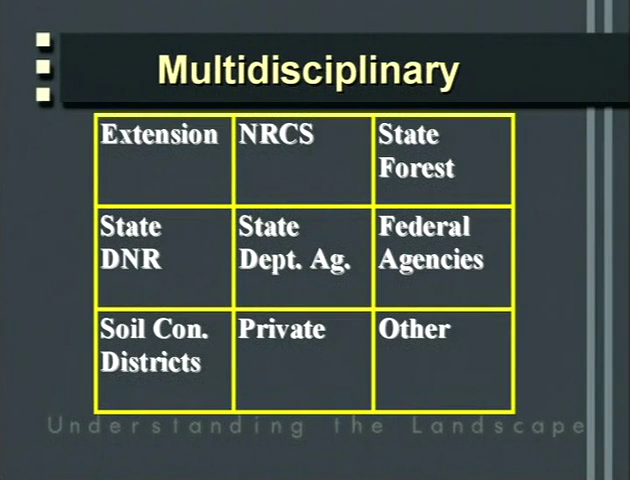 Multidisciplinary
Extension
NRCS
State
Forest
State
DNR
State
Dept. Ag.
Federal
Agencies
Soil Con.
Districts
Private
Other
Understanding the Landscape